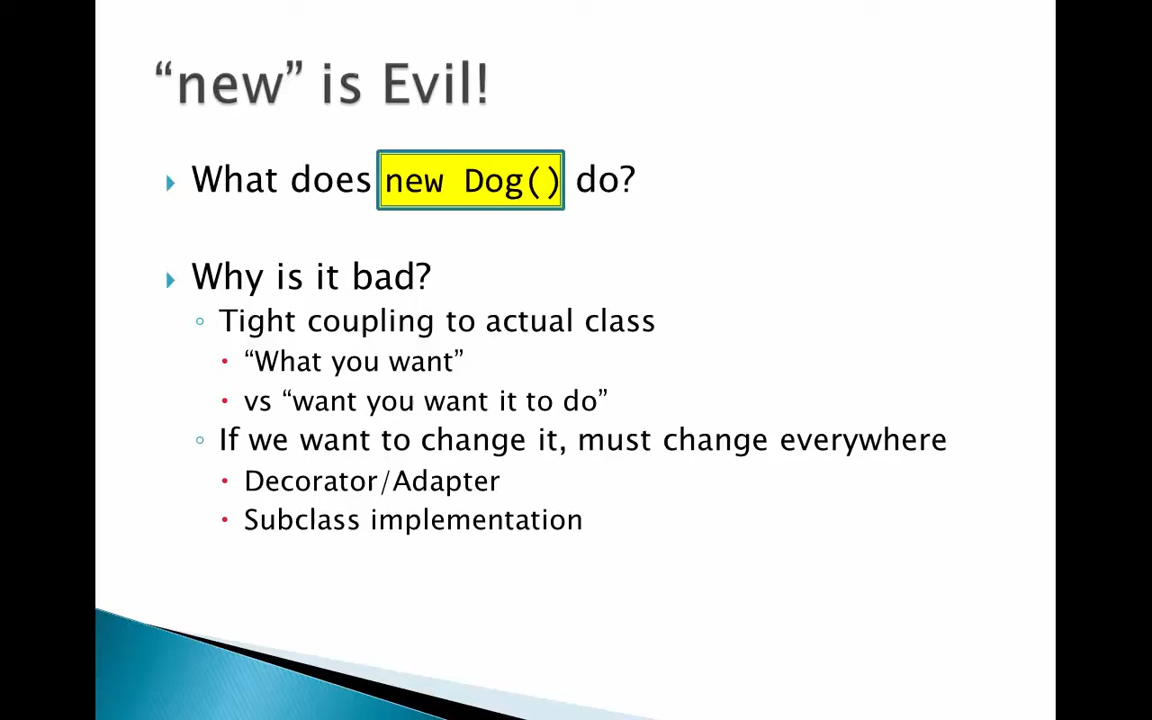 “new” is Evil!
What does new Dog() do?
Why is it bad?
Tight coupling to actual class
“What you want”
vs “want you want it to do”
If we want to change it, must change everywhere
Decorator/Adapter
Subclass implementation